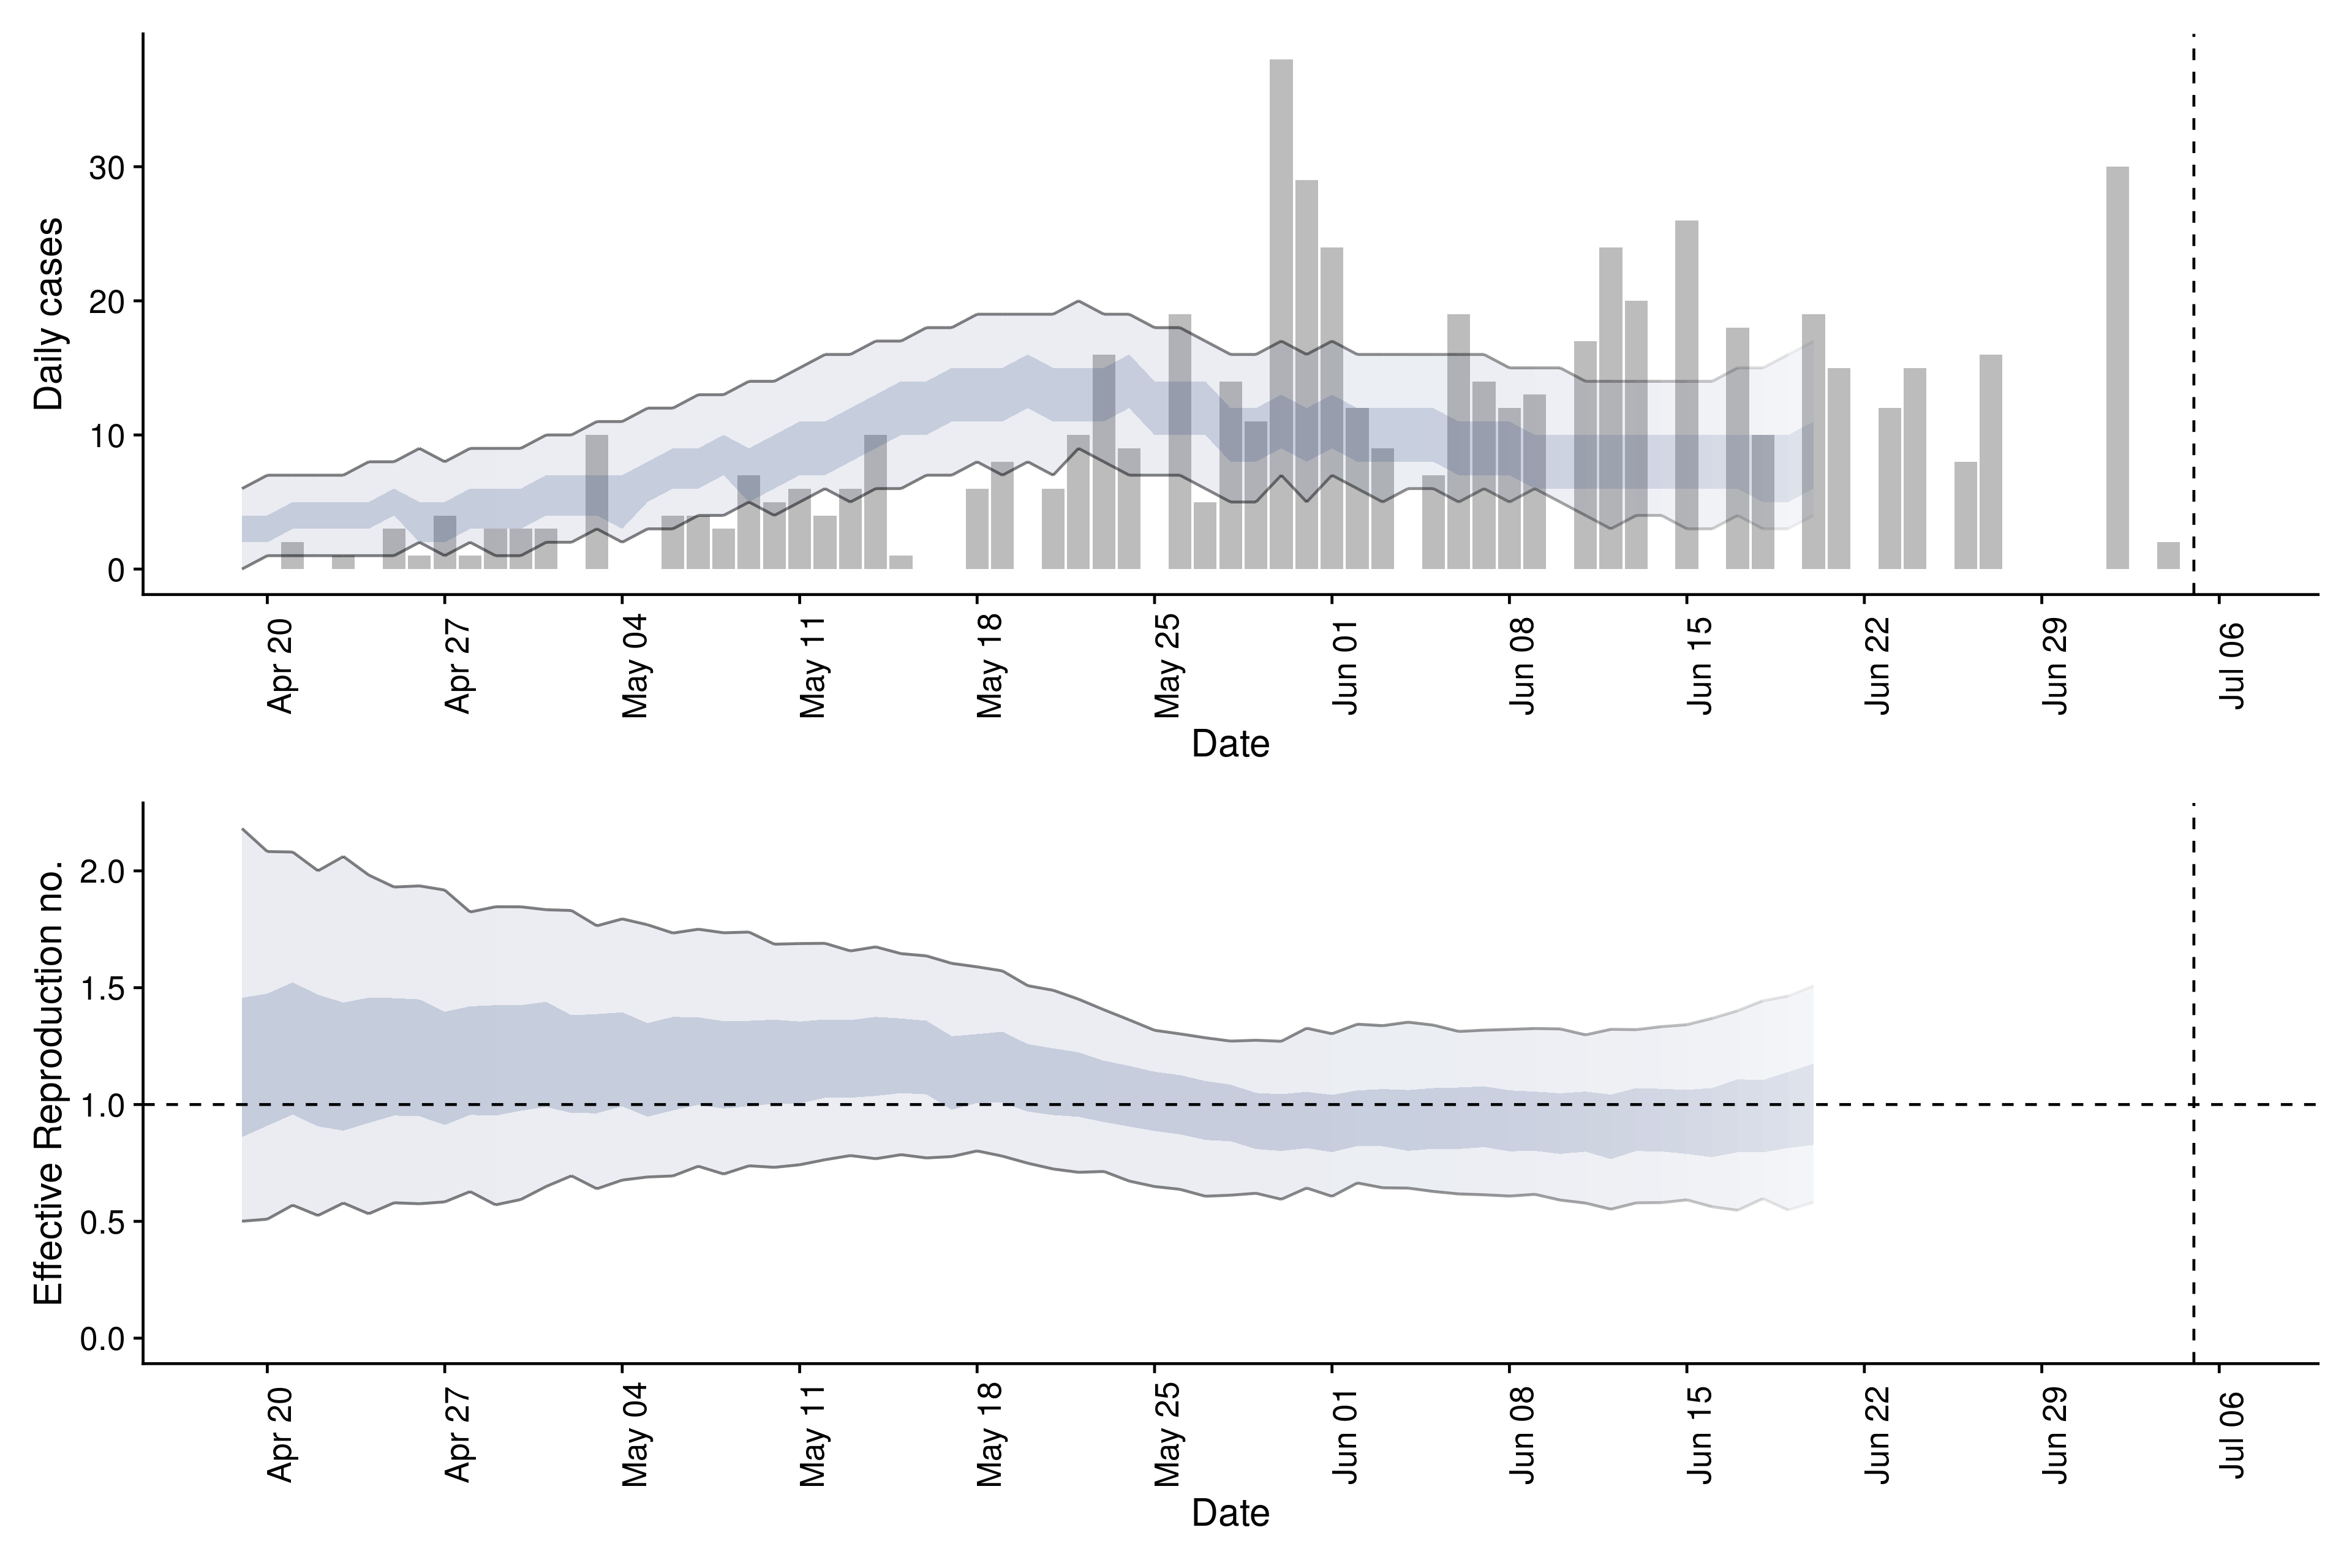 Daily cases
30
20
10
0
Apr 20
Apr 27
May 04
May 11
May 18
May 25
Jun 01
Jun 08
Jun 15
Jun 22
Jun 29
Jul 06
Date
Effective Reproduction no.
2.0
1.5
1.0
0.5
0.0
Apr 20
Apr 27
May 04
May 11
May 18
May 25
Jun 01
Jun 08
Jun 15
Jun 22
Jun 29
Jul 06
Date